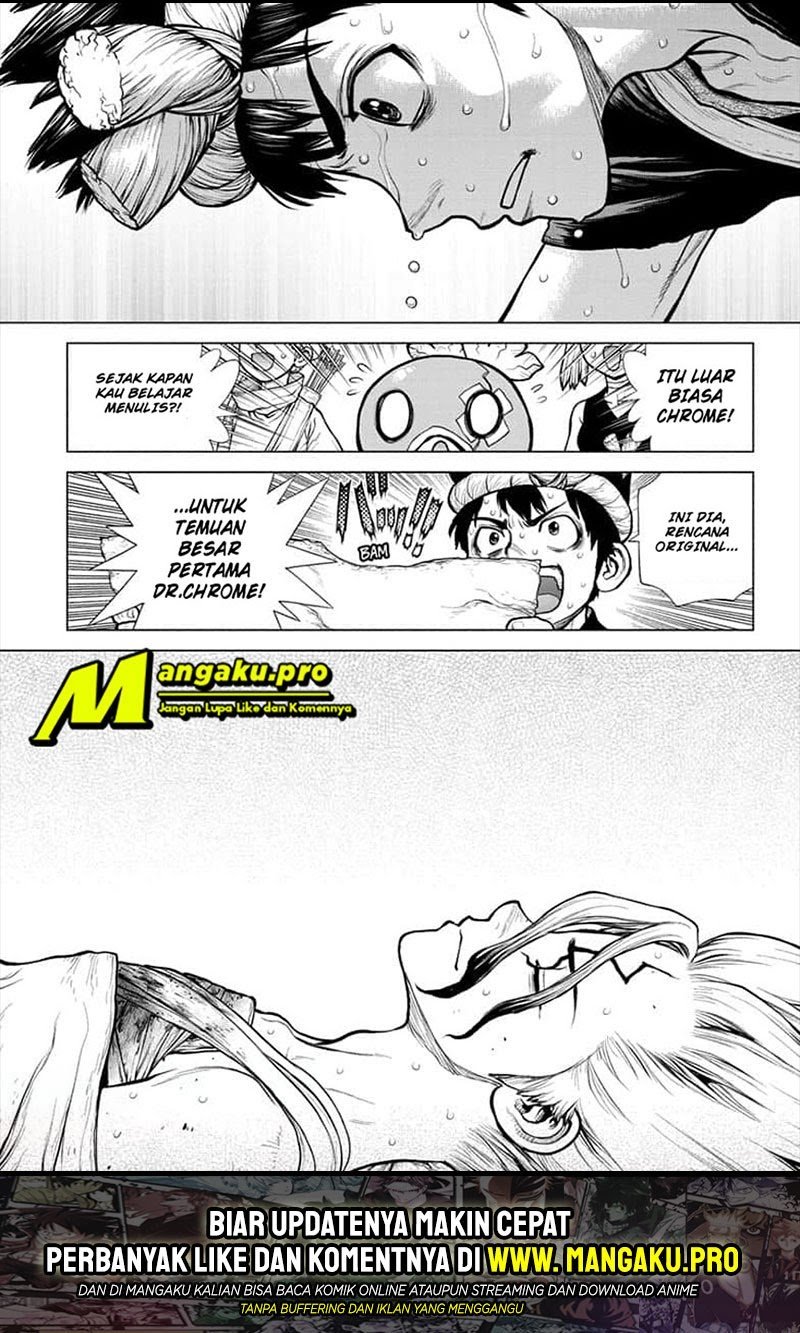 ITU LUAR
BIASA
CHROME!
SEJAK KAPAN
KAU BELAJAR
MENULIS?!
INI DIA,
RENCANA
ORIGINAL...
BAM
...UNTUK
TEMUAN
BESAR
PERTAMA
DR.CHROME!
Mangaku.pro
Jangan Lupa Like dan Komennya
BIAR UPDATENYA MAKIN CEPAT
PERBANYAK LIKE DAN KOMENTNYA DI WWW. MANGAKU.PRO
DAN DI MANGAKU KALIAN BISA BACA KOMIK ONLINE ATAUPUN STREAMING DAN DOWNLOAD ANIME
TANPA BUFFERING DAN IKLAN YANG MENGGANGU